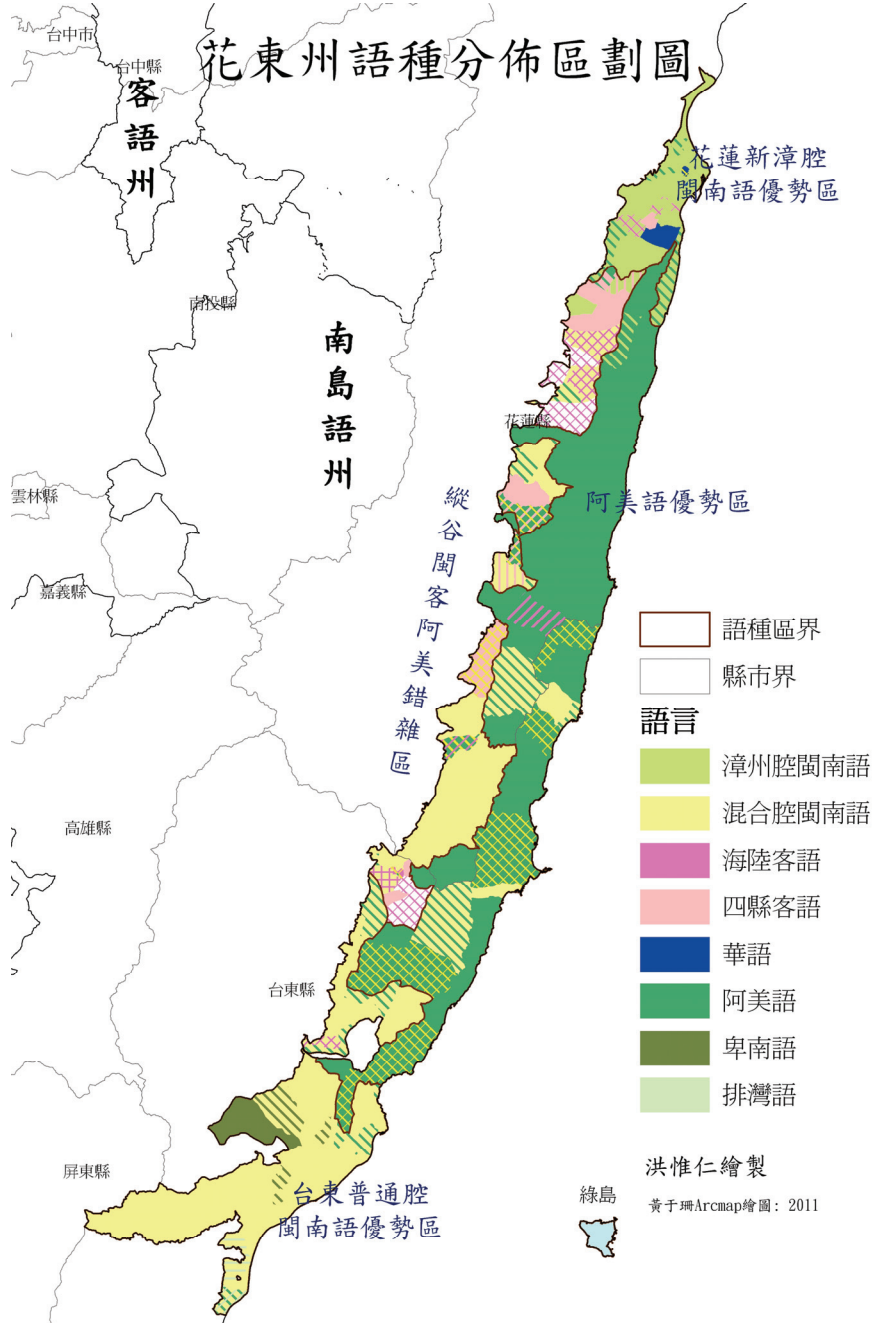 花東州語種分佈區劃圖
台中市
台中縣
客語州
花蓮新漳腔
閩南語優勢區
南投縣
南島語州
花蓮縣
雲林縣
阿美語優勢區
縱谷閩客阿美錯雜區
嘉義縣
語種區界
縣市界
語言
漳州腔閩南語
混合腔閩南語
海陸客語
四縣客語
華語
阿美語
卑南語
排灣語
高雄縣
台東縣
屏東縣
台東普通腔
閩南語優勢區
綠島
洪惟仁繪製
黃于珊Arcmap繪圖: 2011